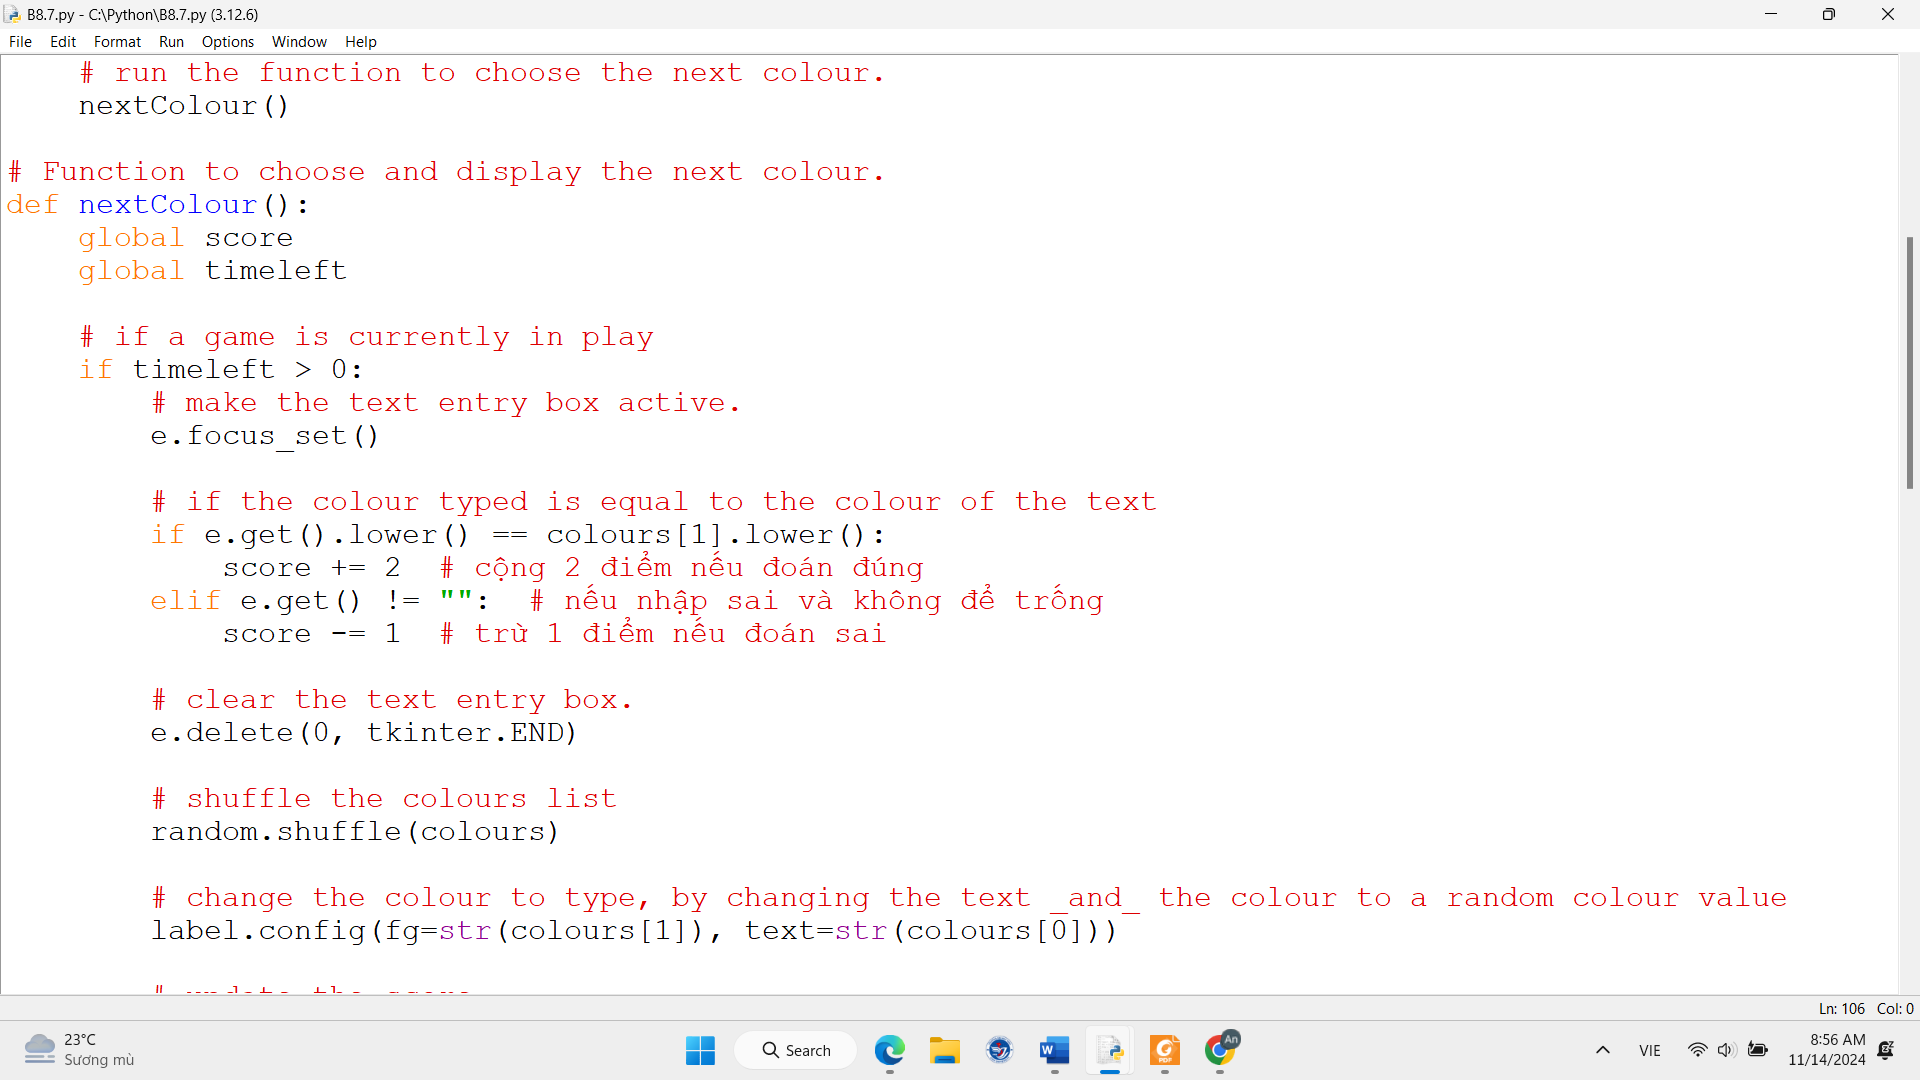 B8.7.py - C:\Python\B8.7.py (3.12.6)
File Edit Format Run Options Window Help
# run the function to choose the next colour.
nextColour()
# Function to choose and display the next colour.
def nextColour():
global score
global timeleft
# if a game is currently in play
if timeleft > 0:
# make the text entry box active.
e.focus_set()
# if the colour typed is equal to the colour of the text
if e.get().lower() == colours[1].lower():
score += 2 # cộng 2 điểm nếu đoán đúng
elif e.get() != "": # nếu nhập sai và không để trống
score -= 1 # trừ 1 điểm nếu đoán sai
# clear the text entry box.
e.delete(0, tkinter.END)
# shuffle the colours list
random.shuffle(colours)
# change the colour to type, by changing the text _and_ the colour to a random colour value
label.config(fg=str(colours[1]), text=str(colours[0]))
# update the score
Ln: 106 Col: 0
23°C
Sương mù
Search
W
PDF
An
VIE
8:56 AM
11/14/2024